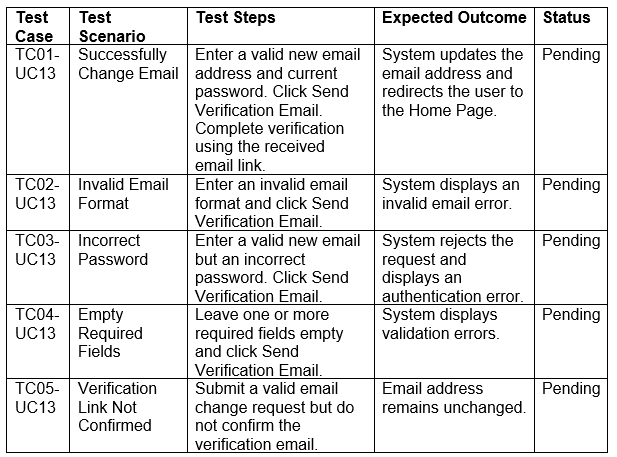 Test Case | Test Scenario | Test Steps | Expected Outcome | Status
TC01-UC13 | Successfully Change Email | Enter a valid new email address and current password. Click Send Verification Email. Complete verification using the received email link. | System updates the email address and redirects the user to the Home Page. | Pending
TC02-UC13 | Invalid Email Format | Enter an invalid email format and click Send Verification Email. | System displays an invalid email error. | Pending
TC03-UC13 | Incorrect Password | Enter a valid new email but an incorrect password. Click Send Verification Email. | System rejects the request and displays an authentication error. | Pending
TC04-UC13 | Empty Required Fields | Leave one or more required fields empty and click Send Verification Email. | System displays validation errors. | Pending
TC05-UC13 | Verification Link Not Confirmed | Submit a valid email change request but do not confirm the verification email. | Email address remains unchanged. | Pending